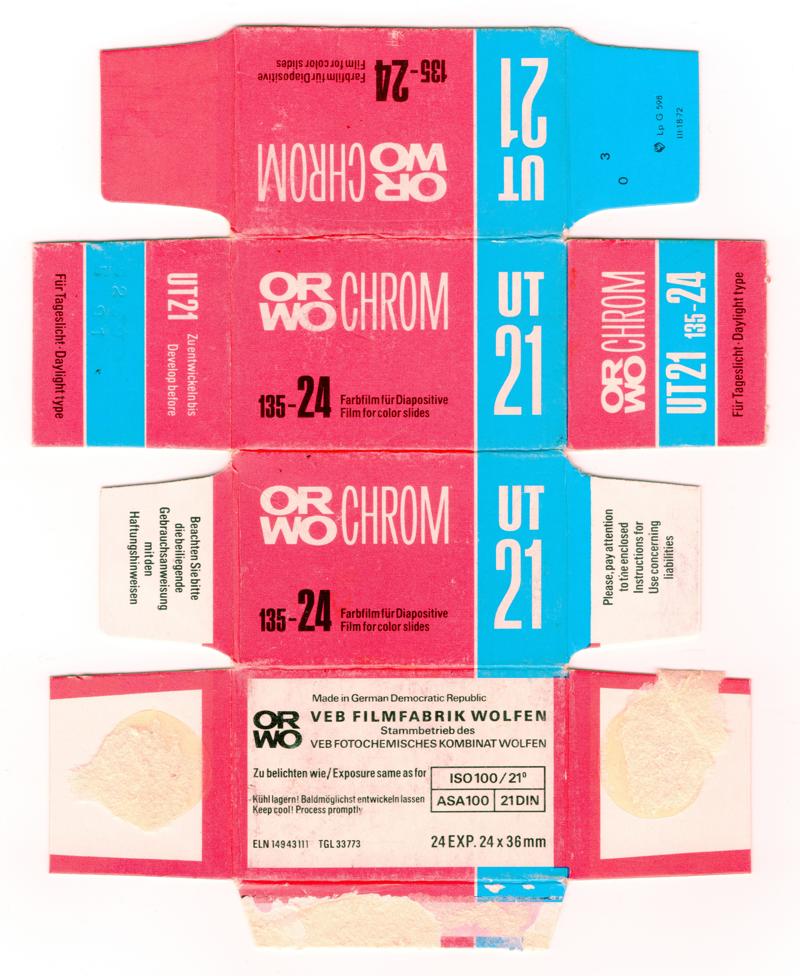 135-24
Farbfilm für Diapositive
Film for color slides
OR
WO CHROM
UT
21
O 3
Lp G 598
III-18-72
Für Tageslicht · Daylight type
UT21
Zu entwickeln bis
Develop before
OR
WO CHROM
135-24
Farbfilm für Diapositive
Film for color slides
UT
21
OR
WO CHROM
UT21 135-24
Für Tageslicht · Daylight type
Beachten Sie bitte
die beiliegende
Gebrauchsanweisung
mit den
Haftungshinweisen
OR
WO CHROM
135-24
Farbfilm für Diapositive
Film for color slides
UT
21
Please, pay attention
to the enclosed
Instructions for
Use concerning
liabilities
Made in German Democratic Republic
OR
WO
VEB FILMFABRIK WOLFEN
Stammbetrieb des
VEB FOTOCHEMISCHES KOMBINAT WOLFEN
Zu belichten wie/Exposure same as for
ISO 100/21°
ASA 100 21 DIN
Kühl lagern! Baldmöglichst entwickeln lassen
Keep cool! Process promptly
ELN 14943111 TGL 33773
24 EXP. 24 x 36 mm